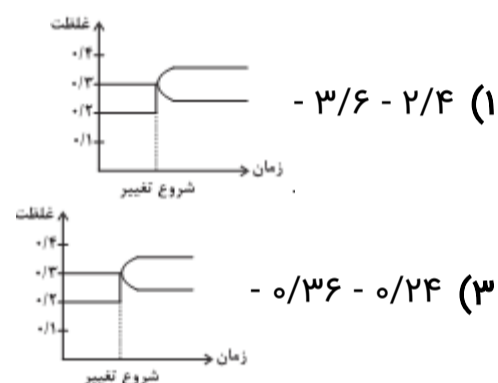 غلظت
۰/۴
۰/۳
۰/۲
۰/۱
زمان
شروع تغییر
۱) ۲/۴ - ۳/۶ -
غلظت
۰/۴
۰/۳
۰/۲
۰/۱
زمان
شروع تغییر
۳) ۰/۲۴ - ۰/۳۶ -